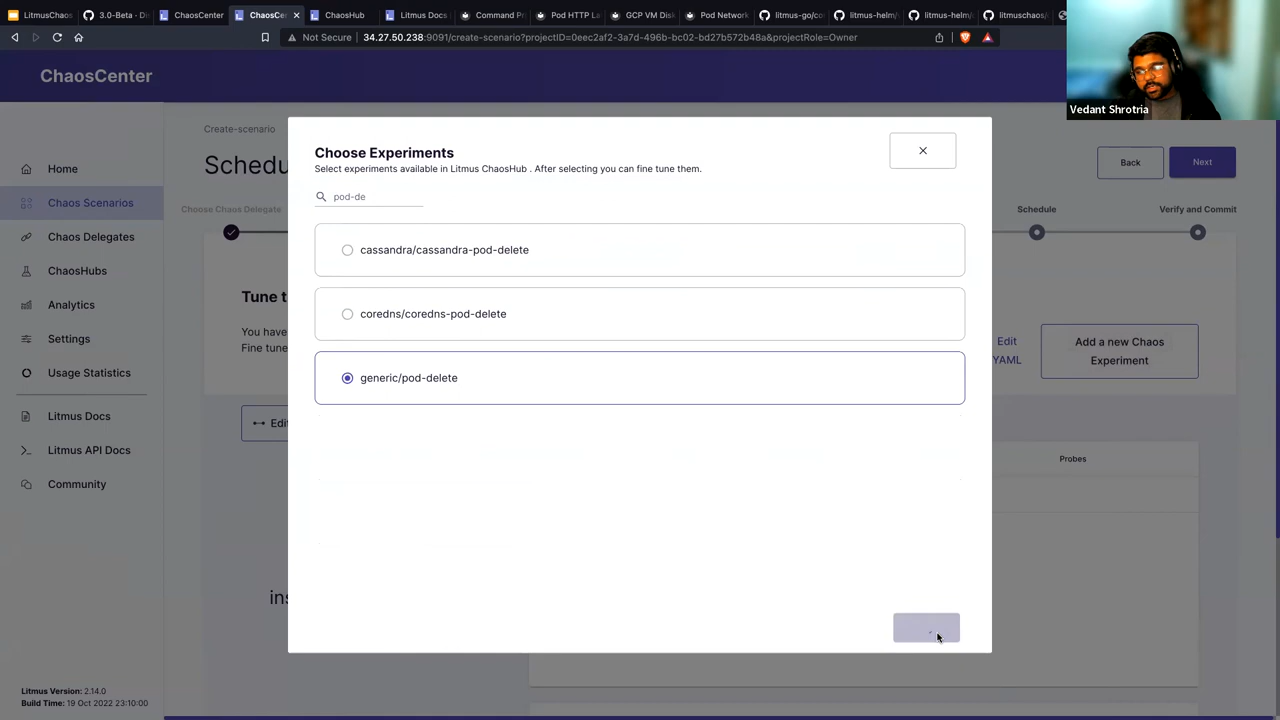 LitmusChaos
3.0-Beta · Dis
ChaosCenter
ChaosCe
ChaosHub
Litmus Docs
Command Pr
Pod HTTP La
GCP VM Disk
Pod Network
litmus-go/co
litmus-helm/
litmus-helm/
litmuschaos/
Not Secure
34.27.50.238:9091/create-scenario?projectID=0eec2af2-3a7d-496b-bc02-bd27b572b48a&projectRole=Owner
Vedant Shrotria
ChaosCenter
Create-scenario
Schedu
Back
Next
Choose Chaos Delegate
Schedule
Verify and Commit
Home
Chaos Scenarios
Chaos Delegates
ChaosHubs
Analytics
Settings
Usage Statistics
Litmus Docs
Litmus API Docs
Community
Litmus Version: 2.14.0
Build Time: 19 Oct 2022 23:10:00
Choose Experiments
Select experiments available in Litmus ChaosHub . After selecting you can fine tune them.
pod-de
cassandra/cassandra-pod-delete
coredns/coredns-pod-delete
generic/pod-delete
Tune t
You have
Fine tune
Edit
YAML
Add a new Chaos
Experiment
Edi
Probes
ins